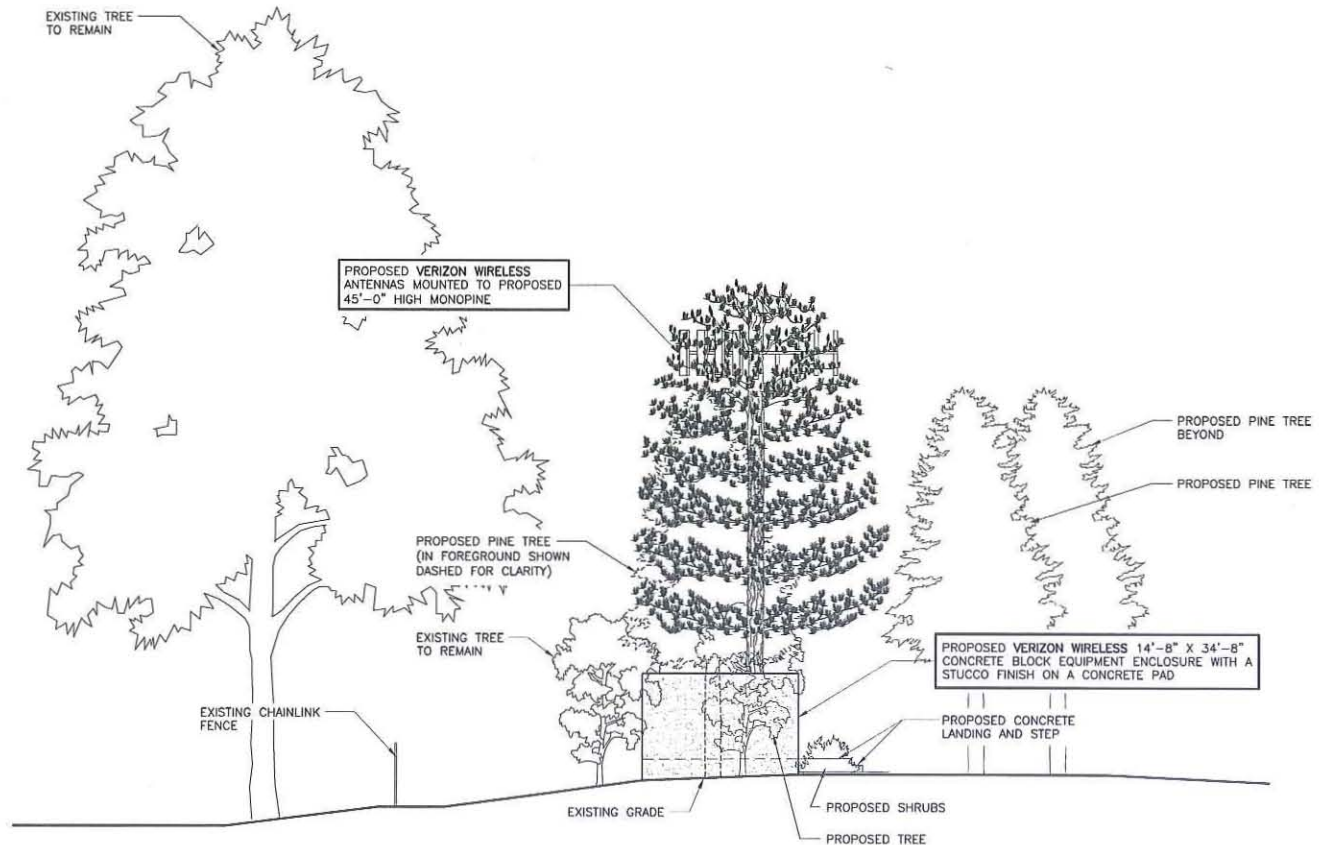 EXISTING TREE
TO REMAIN
PROPOSED VERIZON WIRELESS
ANTENNAS MOUNTED TO PROPOSED
45'-0" HIGH MONOPINE
PROPOSED PINE TREE
BEYOND
PROPOSED PINE TREE
PROPOSED PINE TREE
(IN FOREGROUND SHOWN
DASHED FOR CLARITY)
EXISTING TREE
TO REMAIN
PROPOSED VERIZON WIRELESS 14'-8" X 34'-8"
CONCRETE BLOCK EQUIPMENT ENCLOSURE WITH A
STUCCO FINISH ON A CONCRETE PAD
EXISTING CHAINLINK
FENCE
PROPOSED CONCRETE
LANDING AND STEP
EXISTING GRADE
PROPOSED SHRUBS
PROPOSED TREE